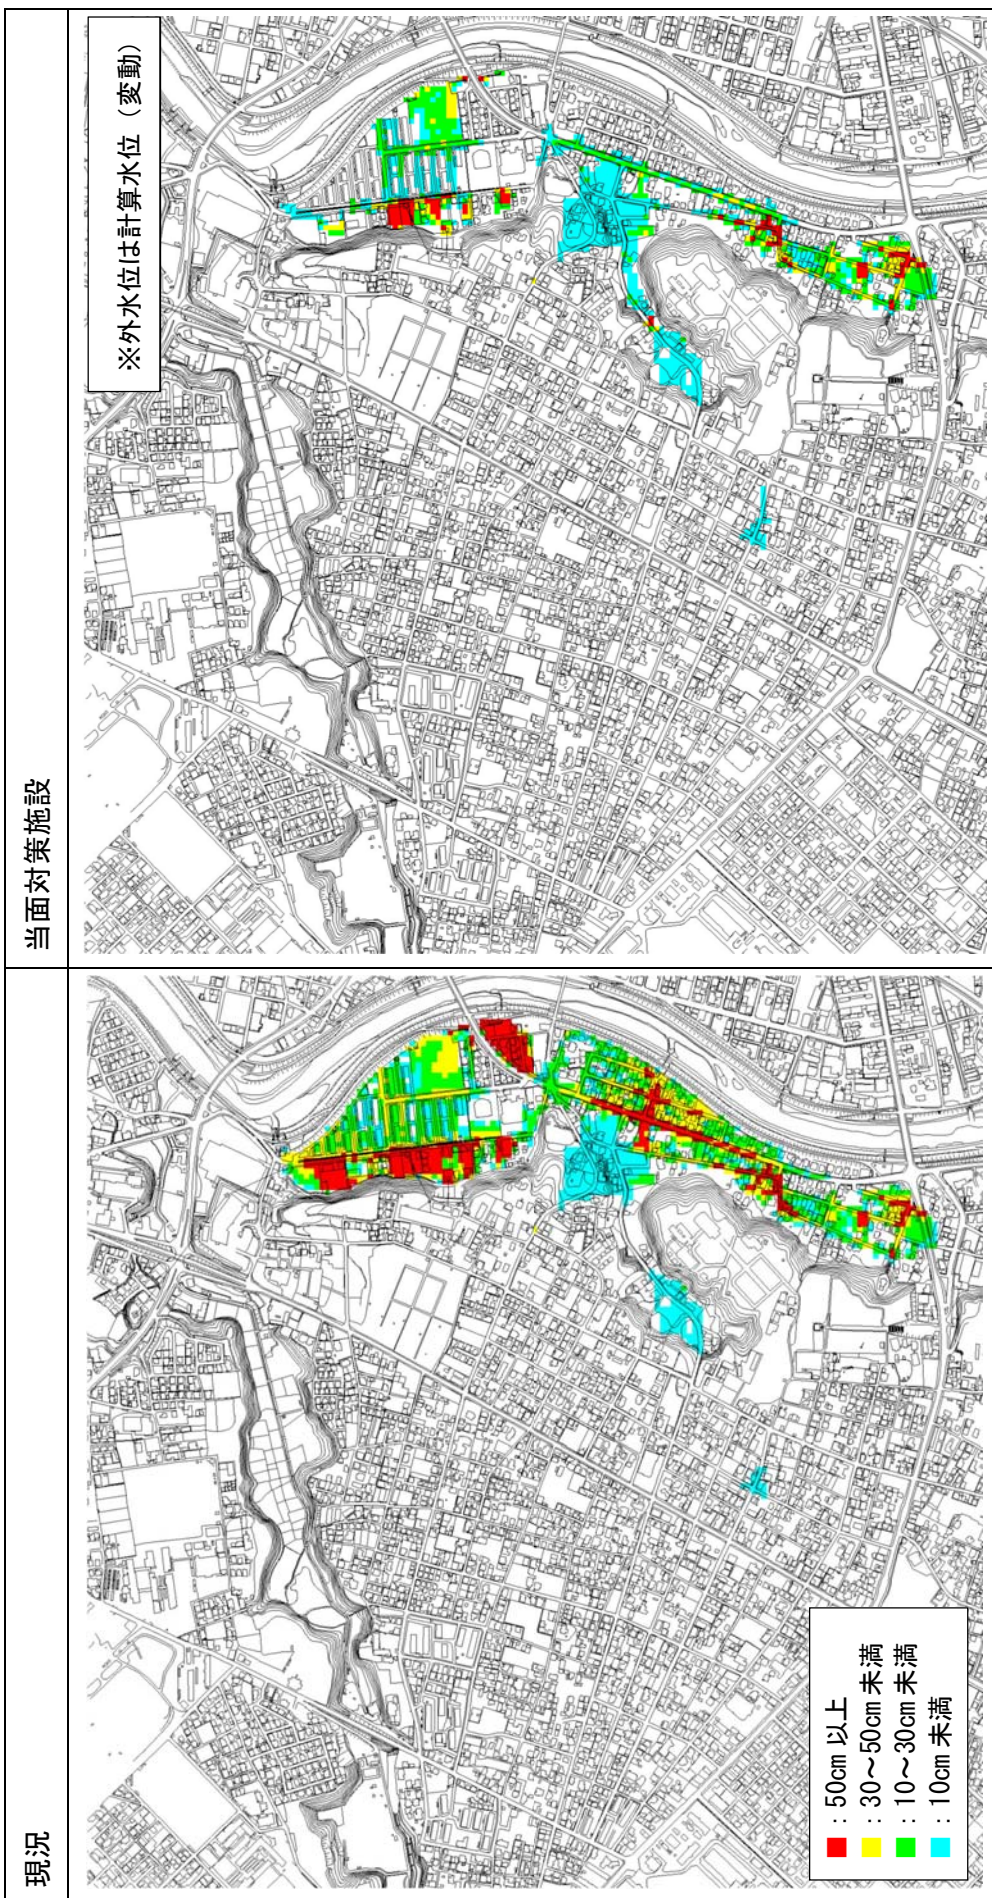 現況
当面対策施設
※外水位は計算水位（変動）
：50cm 以上
：30～50cm 未満
：10～30cm 未満
：10cm 未満